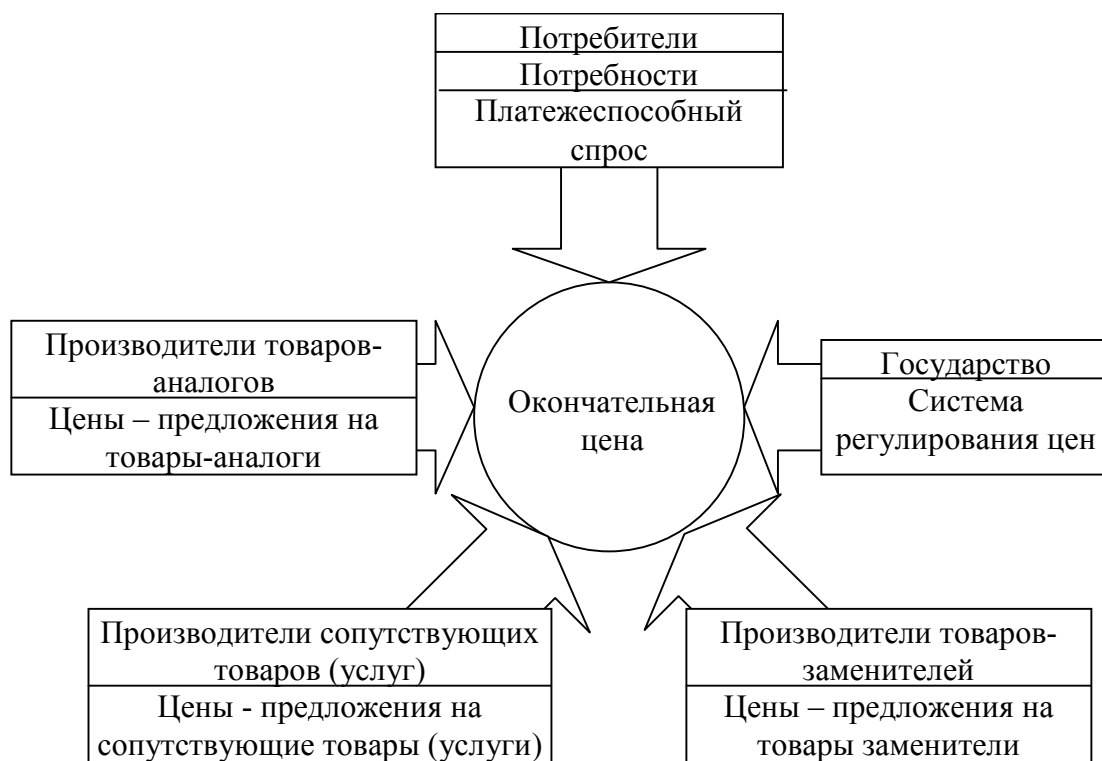 Потребители
Потребности
Платежеспособный
спрос
Производители товаров-
аналогов
Цены – предложения на
товары-аналоги
Окончательная
цена
Государство
Система
регулирования цен
Производители сопутствующих
товаров (услуг)
Цены - предложения на
сопутствующие товары (услуги)
Производители товаров-
заменителей
Цены – предложения на
товары заменители